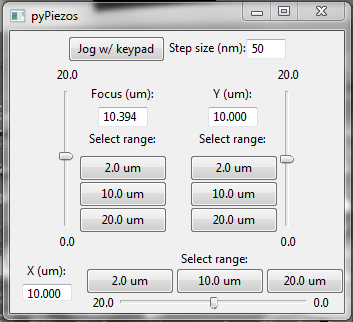 pyPiezos
Jog w/ keypad Step size (nm): 50
20.0 20.0
Focus (um): Y (um):
10.394 10.000
Select range: Select range:
2.0 um 2.0 um
10.0 um 10.0 um
20.0 um 20.0 um
0.0 0.0
Select range:
X (um): 2.0 um 10.0 um 20.0 um
10.000 20.0 0.0